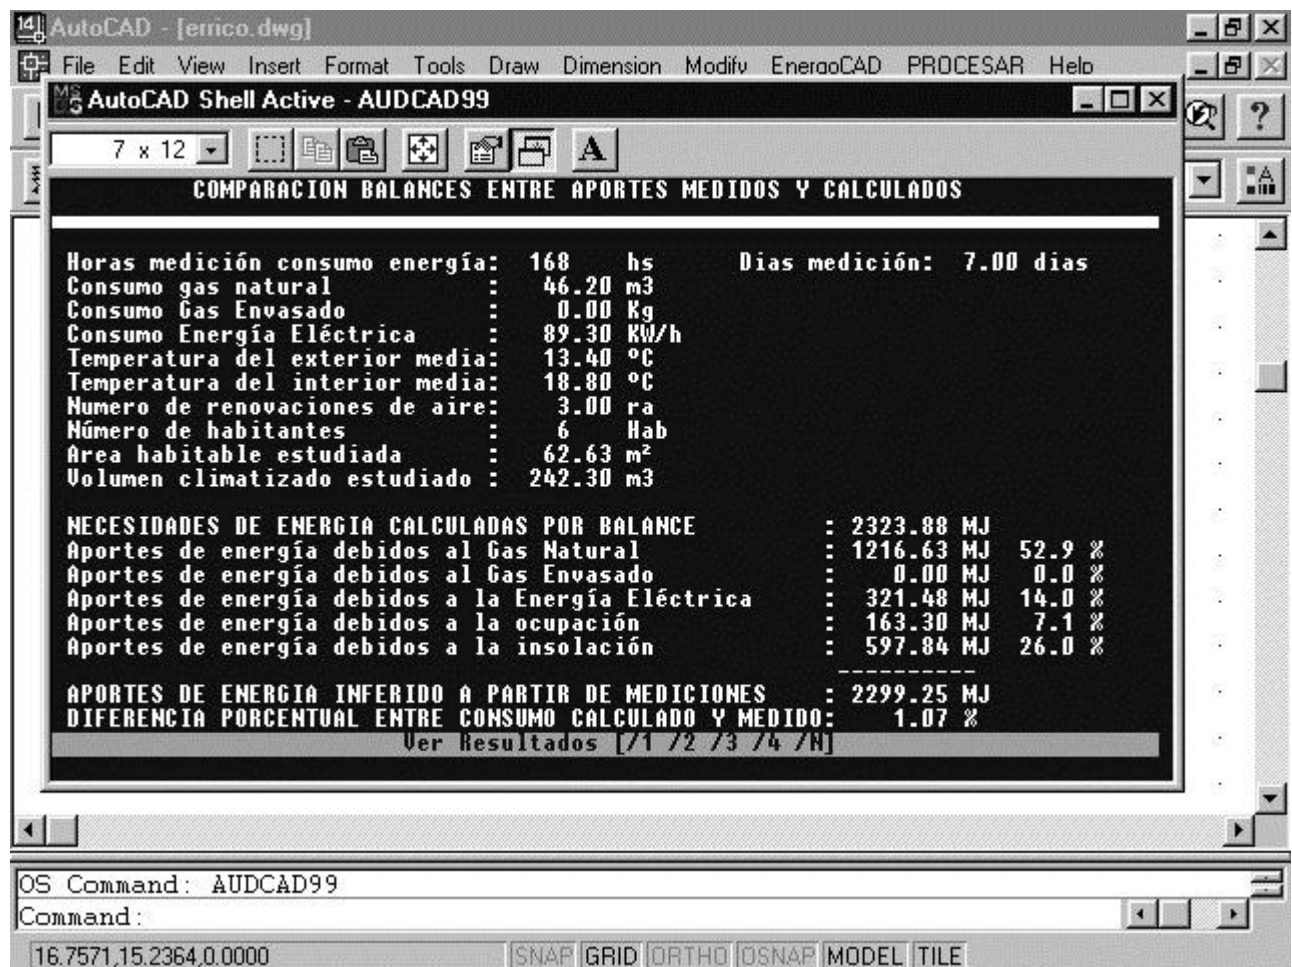 AutoCAD - [errico.dwg]
File Edit View Insert Format Tools Draw Dimension Modify EnergoCAD PROCESAR Help
AutoCAD Shell Active - AUDCAD99
7 x 12
A
?
COMPARACION BALANCES ENTRE APORTES MEDIDOS Y CALCULADOS
Horas medición consumo energía: 168 hs Dias medición: 7.00 dias
Consumo gas natural : 46.20 m3
Consumo Gas Envasado : 0.00 Kg
Consumo Energía Eléctrica : 89.30 KW/h
Temperatura del exterior media: 13.40 ºC
Temperatura del interior media: 18.80 ºC
Numero de renovaciones de aire: 3.00 ra
Número de habitantes : 6 Hab
Area habitable estudiada : 62.63 m²
Volumen climatizado estudiado : 242.30 m3
NECESIDADES DE ENERGIA CALCULADAS POR BALANCE : 2323.88 MJ
Aportes de energía debidos al Gas Natural : 1216.63 MJ 52.9 %
Aportes de energía debidos al Gas Envasado : 0.00 MJ 0.0 %
Aportes de energía debidos a la Energía Eléctrica : 321.48 MJ 14.0 %
Aportes de energía debidos a la ocupación : 163.30 MJ 7.1 %
Aportes de energía debidos a la insolación : 597.84 MJ 26.0 %
-----------
APORTES DE ENERGIA INFERIDO A PARTIR DE MEDICIONES : 2299.25 MJ
DIFERENCIA PORCENTUAL ENTRE CONSUMO CALCULADO Y MEDIDO: 1.07 %
Ver Resultados [/1 /2 /3 /4 /N]
OS Command: AUDCAD99
Command:
16.7571,15.2364,0.0000 SNAP GRID ORTHO OSNAP MODEL TILE